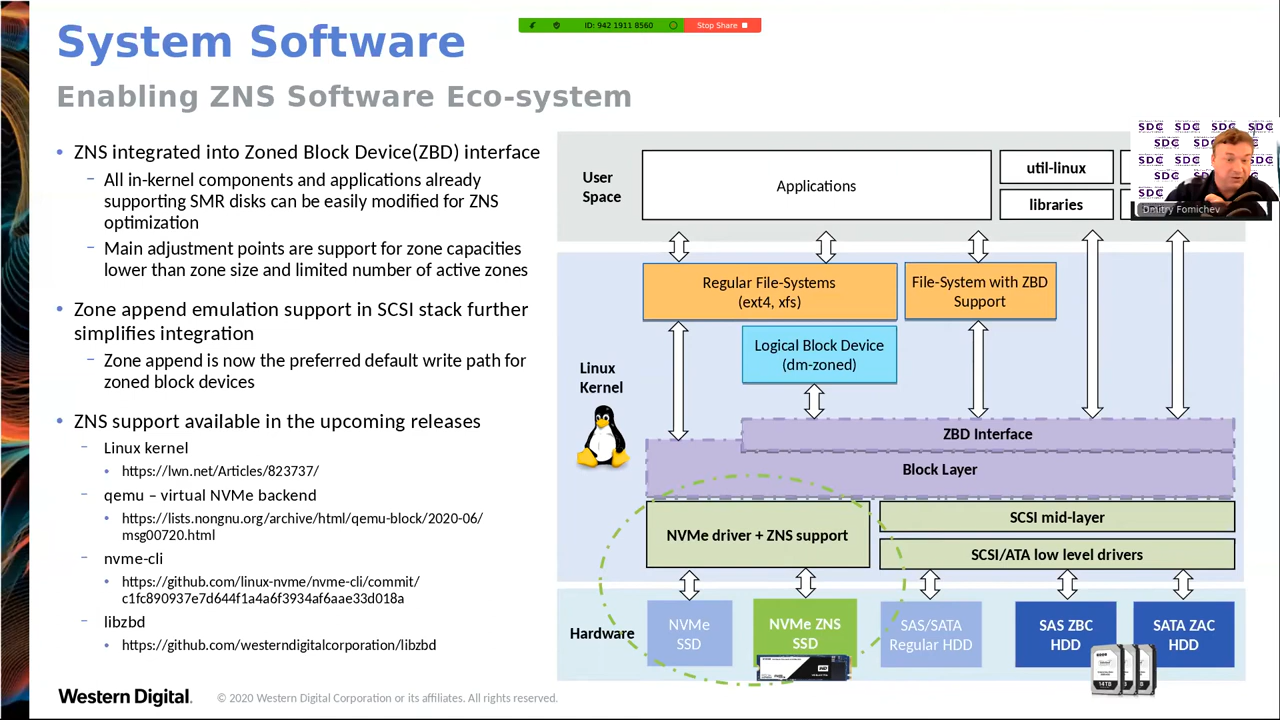 System Software
Enabling ZNS Software Eco-system
ID: 942 1911 8560
Stop Share
• ZNS integrated into Zoned Block Device(ZBD) interface
– All in-kernel components and applications already
supporting SMR disks can be easily modified for ZNS
optimization
– Main adjustment points are support for zone capacities
lower than zone size and limited number of active zones
• Zone append emulation support in SCSI stack further
simplifies integration
– Zone append is now the preferred default write path for
zoned block devices
• ZNS support available in the upcoming releases
– Linux kernel
• https://lwn.net/Articles/823737/
– qemu – virtual NVMe backend
• https://lists.nongnu.org/archive/html/qemu-block/2020-06/
msg00720.html
– nvme-cli
• https://github.com/linux-nvme/nvme-cli/commit/
c1fc890937e7d644f1a4a6f3934af6aae33d018a
– libzbd
• https://github.com/westerndigitalcorporation/libzbd
User
Space
Applications
util-linux
libraries
SDC SDC SDC SDC
Dmitry Fomichev
Regular File-Systems
(ext4, xfs)
File-System with ZBD
Support
Logical Block Device
(dm-zoned)
Linux
Kernel
ZBD Interface
Block Layer
NVMe driver + ZNS support
SCSI mid-layer
SCSI/ATA low level drivers
Hardware
NVMe
SSD
NVMe ZNS
SSD
SAS/SATA
Regular HDD
SAS ZBC
HDD
SATA ZAC
HDD
WD
14TB
Western Digital.
© 2020 Western Digital Corporation or its affiliates. All rights reserved.